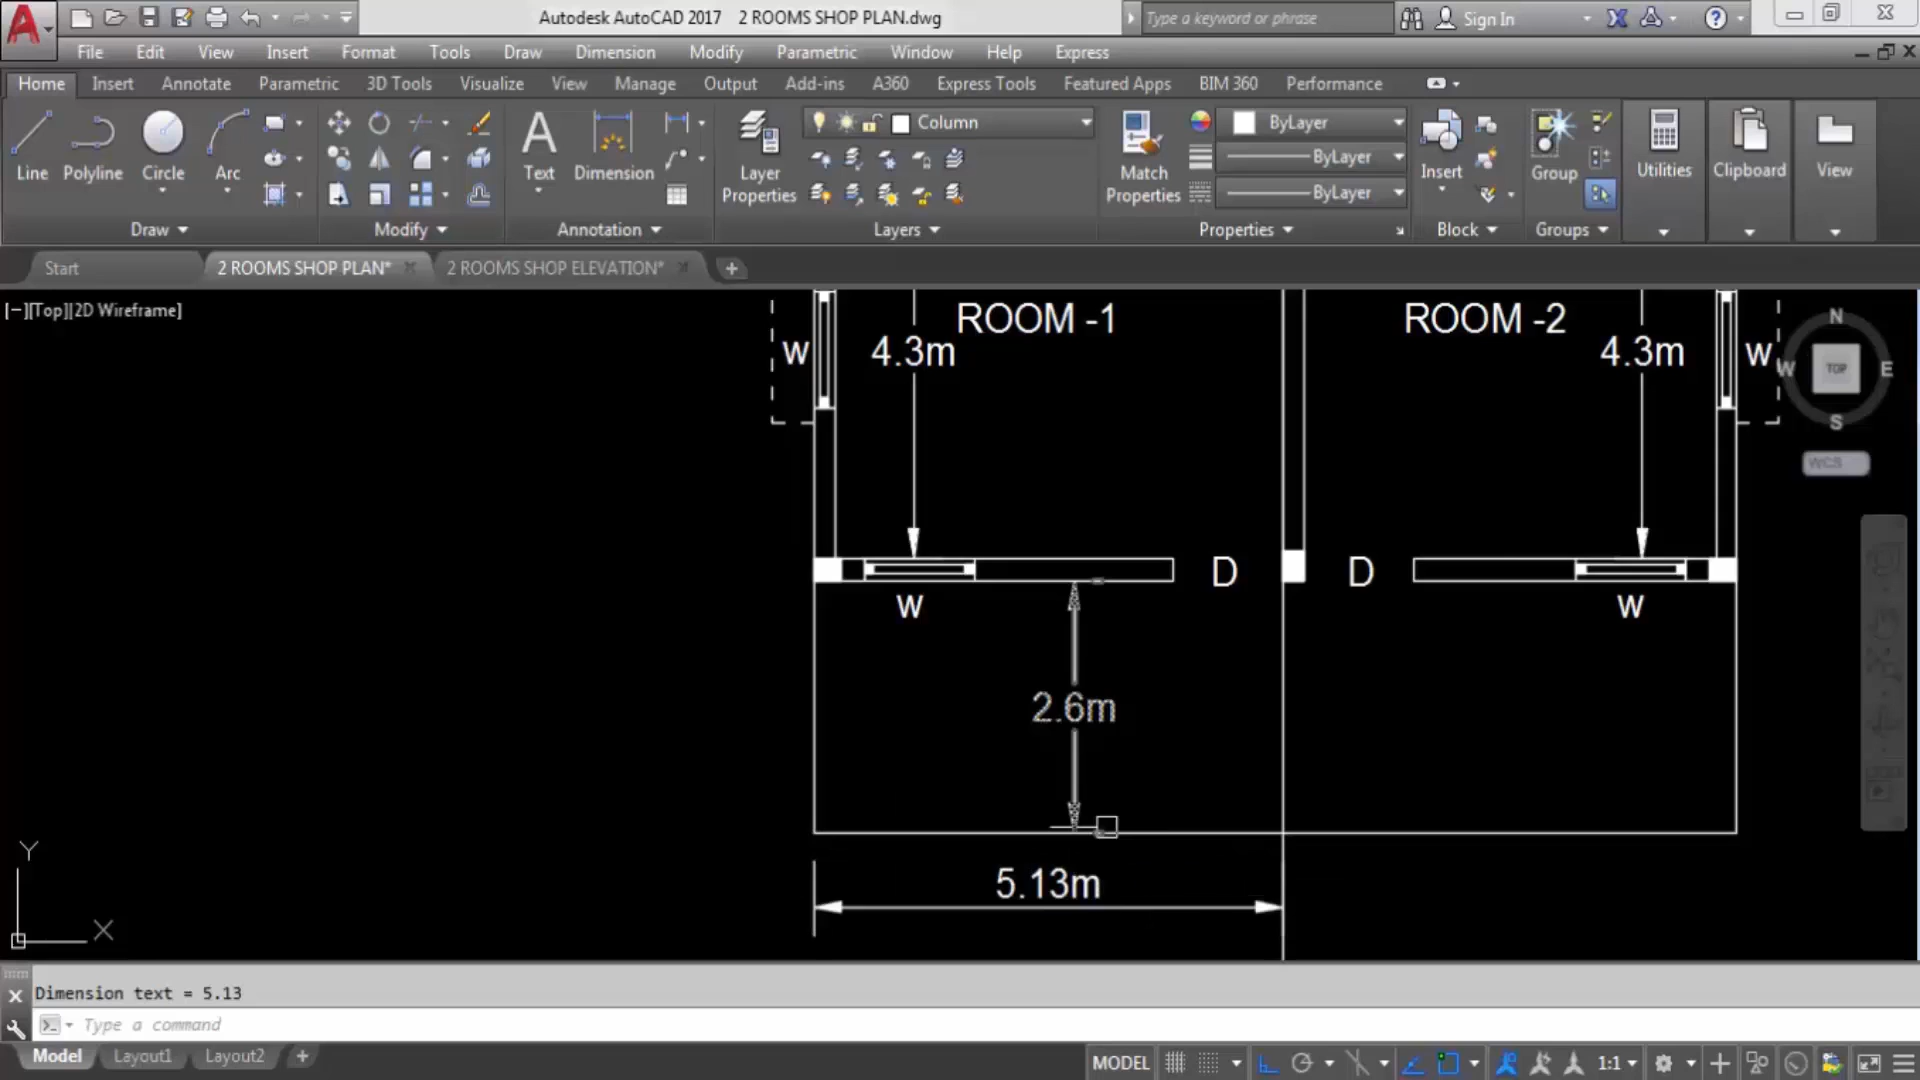 Autodesk AutoCAD 2017 2 ROOMS SHOP PLAN.dwg
Type a keyword or phrase
Sign In
File Edit View Insert Format Tools Draw Dimension Modify Parametric Window Help Express
Home Insert Annotate Parametric 3D Tools Visualize View Manage Output Add-ins A360 Express Tools Featured Apps BIM 360 Performance
Column
ByLayer
ByLayer
ByLayer
Line Polyline Circle Arc
Text Dimension
Layer Properties
Match Properties
Insert
Group
Utilities
Clipboard
View
Draw Modify Annotation Layers Properties Block Groups
Start 2 ROOMS SHOP PLAN* 2 ROOMS SHOP ELEVATION*
[–][Top][2D Wireframe]
ROOM -1 ROOM -2
N
W 4.3m 4.3m W
W TOP E
S
WCS
D D
W W
2.6m
5.13m
Y
X
Dimension text = 5.13
Type a command
Model Layout1 Layout2
MODEL 1:1